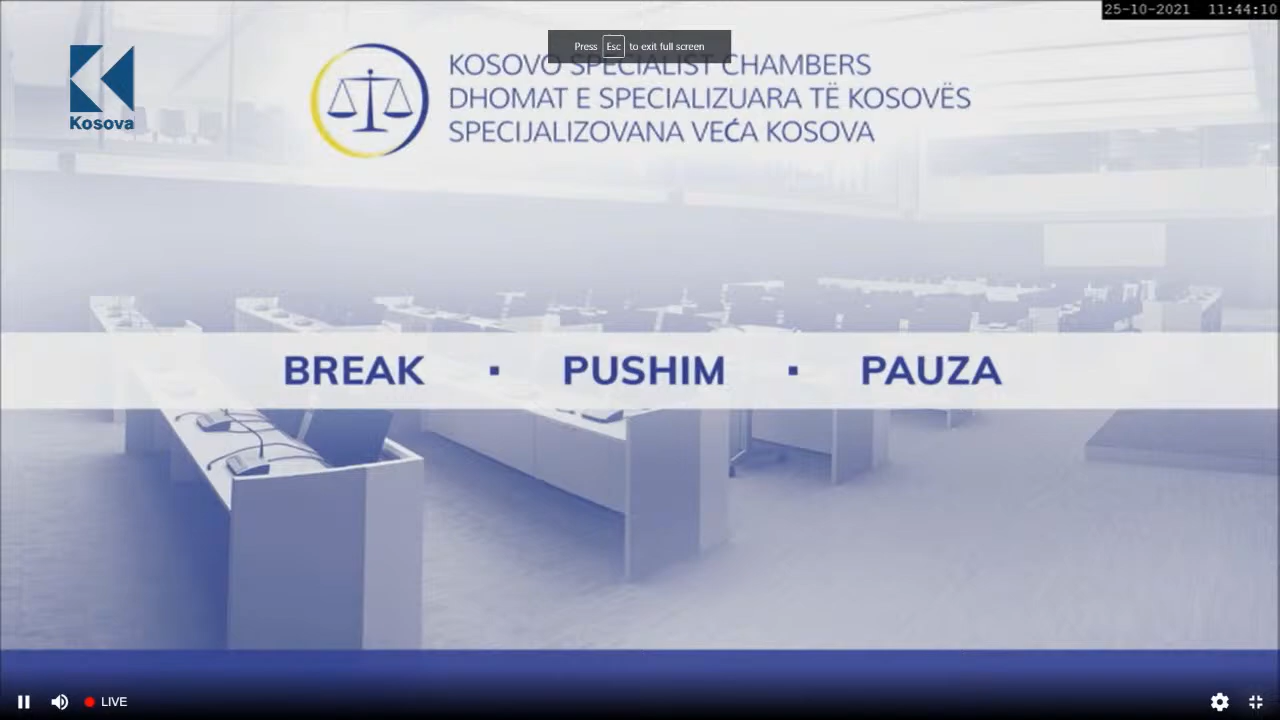 25-10-2021 11:44:10
Press Esc to exit full screen
Kosova
KOSOVO SPECIALIST CHAMBERS
DHOMAT E SPECIALIZUARA TË KOSOVËS
SPECIJALIZOVANA VEĆA KOSOVA
BREAK ▪ PUSHIM ▪ PAUZA
LIVE